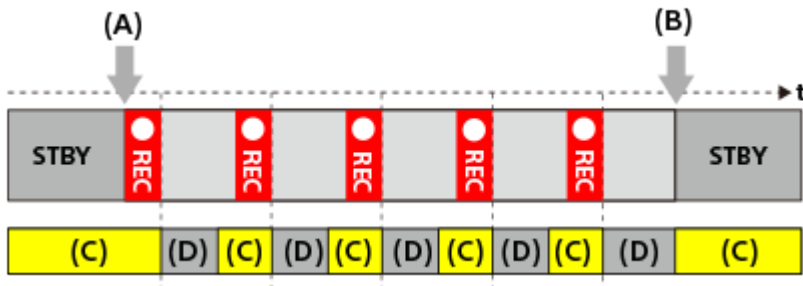 (A) (B)
t
STBY REC REC REC REC REC STBY
(C) (D) (C) (D) (C) (D) (C) (D) (C) (D) (C)